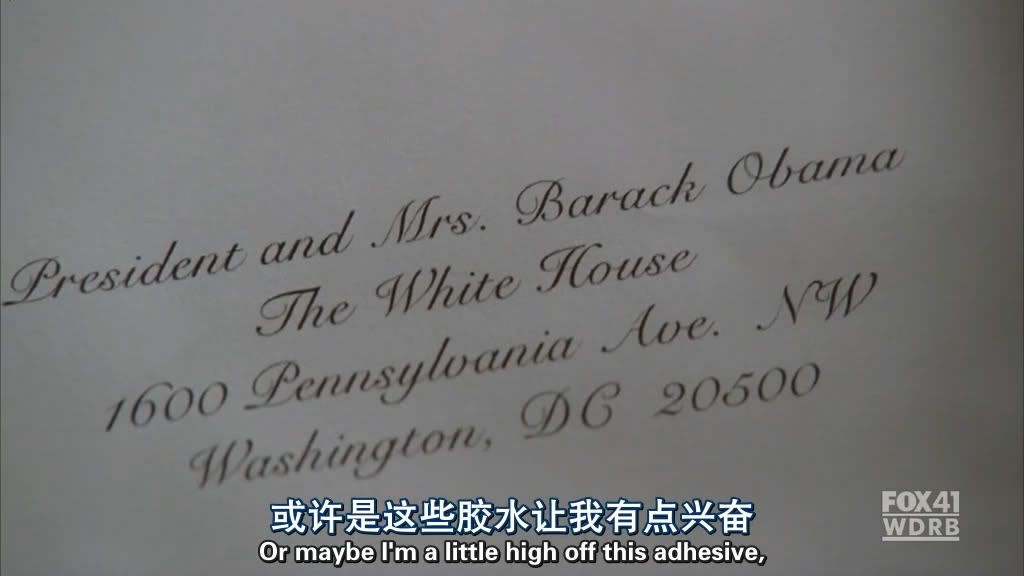 President and Mrs. Barack Obama
The White House
1600 Pennsylvania Ave. NW
Washington, DC 20500
或许是这些胶水让我有点兴奋
Or maybe I'm a little high off this adhesive,
FOX41
WDRB